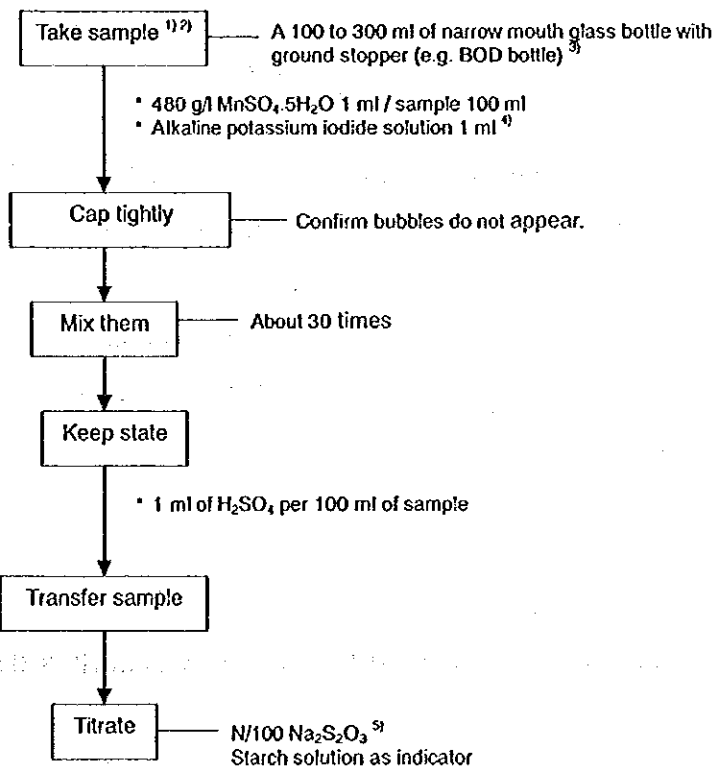 Take sample 1) 2)
A 100 to 300 ml of narrow mouth glass bottle with
ground stopper (e.g. BOD bottle) 3)
* 480 g/l MnSO₄.5H₂O 1 ml / sample 100 ml
* Alkaline potassium iodide solution 1 ml 4)
Cap tightly
Confirm bubbles do not appear.
Mix them
About 30 times
Keep state
* 1 ml of H₂SO₄ per 100 ml of sample
Transfer sample
Titrate
N/100 Na₂S₂O₃ 5)
Starch solution as indicator